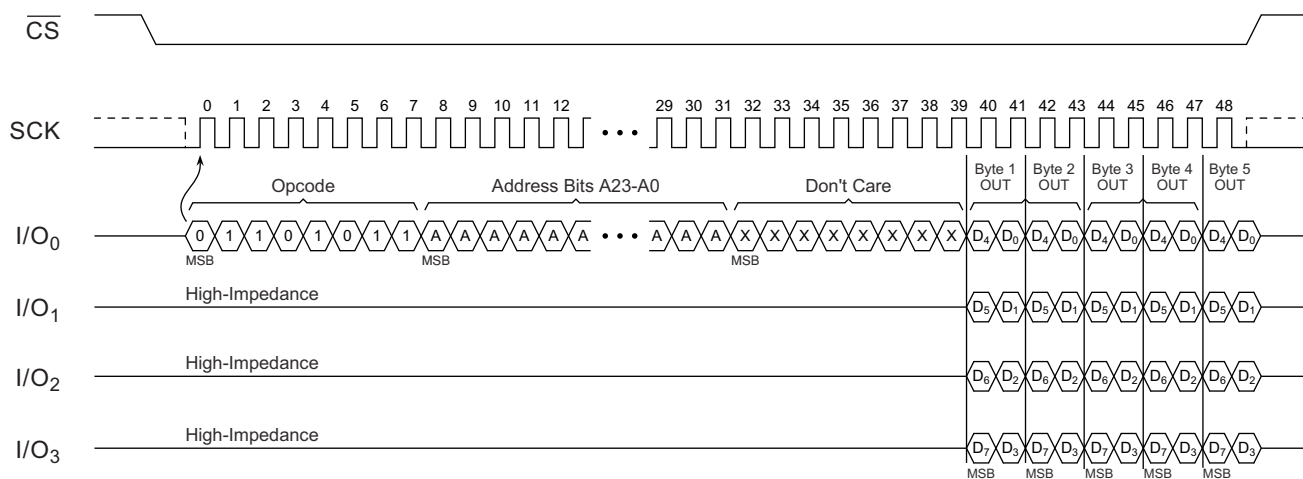 CS
SCK
0 1 2 3 4 5 6 7 8 9 10 11 12 29 30 31 32 33 34 35 36 37 38 39 40 41 42 43 44 45 46 47 48
Opcode
Address Bits A23-A0
Don't Care
Byte 1 OUT
Byte 2 OUT
Byte 3 OUT
Byte 4 OUT
Byte 5 OUT
I/O0
0 1 1 0 1 0 1 1 A A A A A A A A A X X X X X X X X D4 D0 D4 D0 D4 D0 D4 D0 D4 D0
MSB MSB MSB
I/O1
High-Impedance
D5 D1 D5 D1 D5 D1 D5 D1 D5 D1
I/O2
High-Impedance
D6 D2 D6 D2 D6 D2 D6 D2 D6 D2
I/O3
High-Impedance
D7 D3 D7 D3 D7 D3 D7 D3 D7 D3
MSB MSB MSB MSB MSB